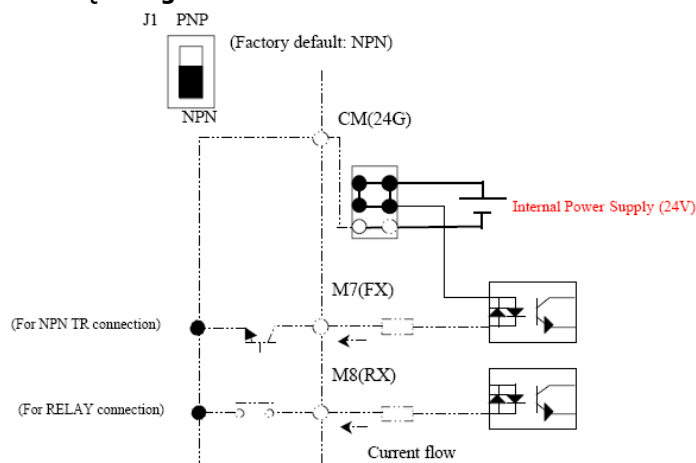 J1 PNP
(Factory default: NPN)
NPN
CM(24G)
Internal Power Supply (24V)
M7(FX)
(For NPN TR connection)
M8(RX)
(For RELAY connection)
Current flow